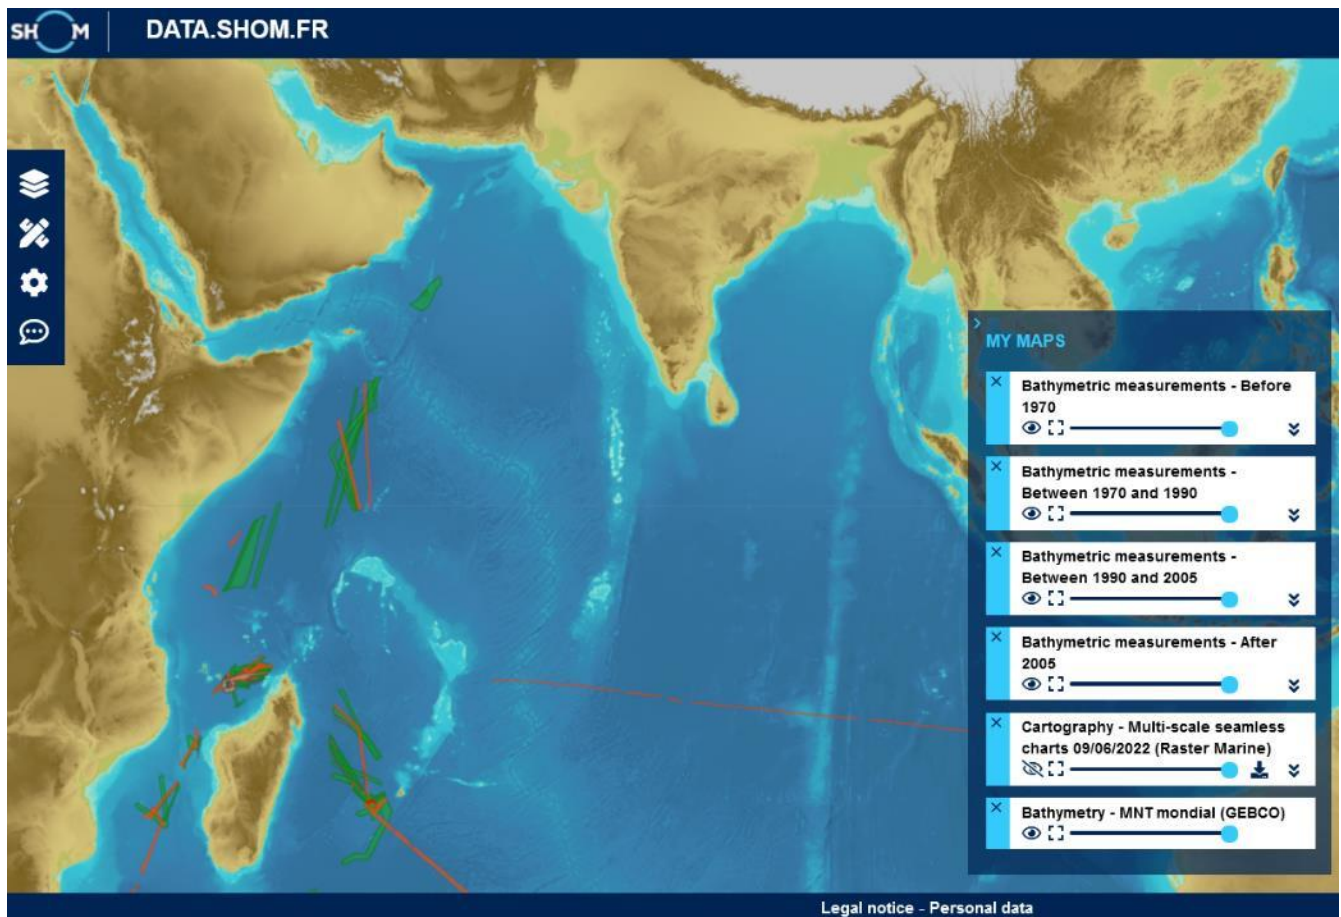 SHOM
DATA.SHOM.FR
MY MAPS
Bathymetric measurements - Before
1970
Bathymetric measurements -
Between 1970 and 1990
Bathymetric measurements -
Between 1990 and 2005
Bathymetric measurements - After
2005
Cartography - Multi-scale seamless
charts 09/06/2022 (Raster Marine)
Bathymetry - MNT mondial (GEBCO)
Legal notice - Personal data